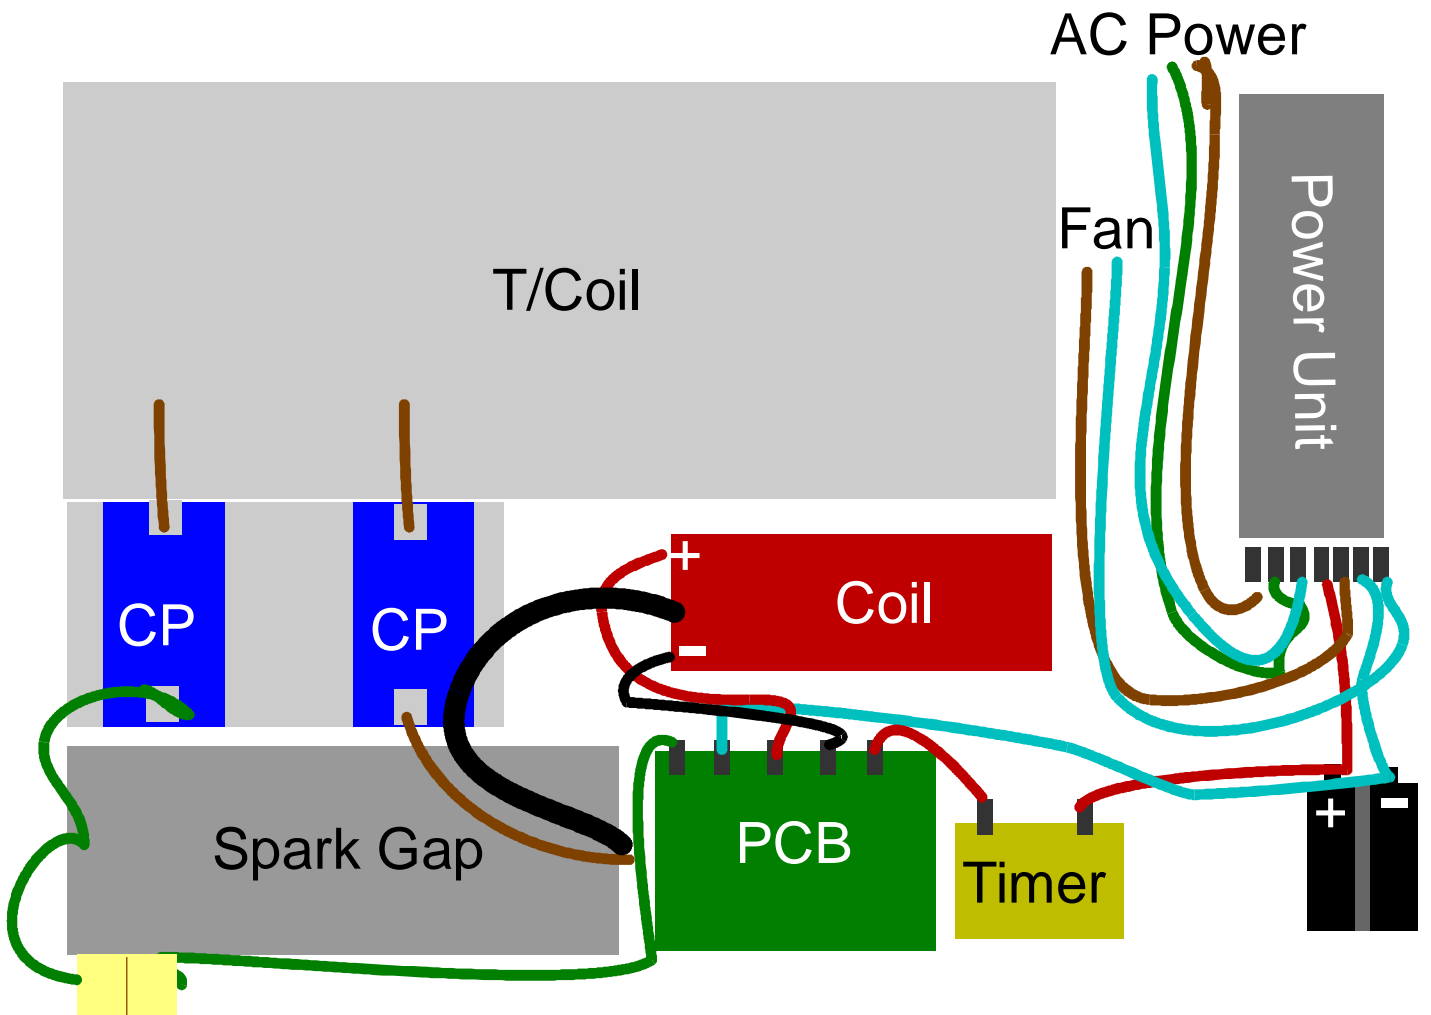 AC Power
Fan
Power Unit
T/Coil
+
Coil
-
CP
CP
Spark Gap
PCB
Timer
+
-